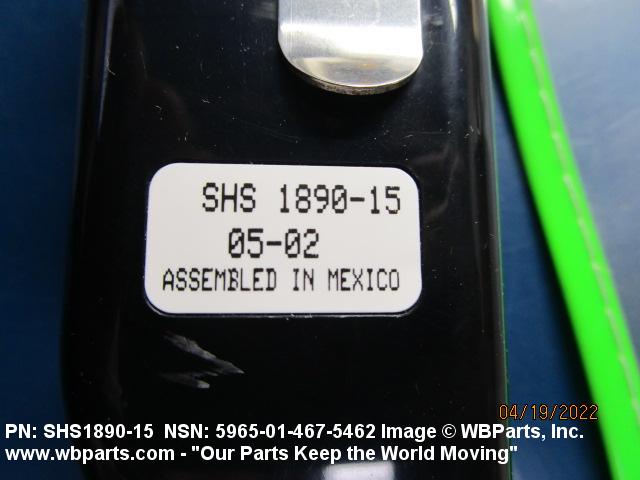 SHS 1890-15
05-02
ASSEMBLED IN MEXICO
04/19/2022
PN: SHS1890-15 NSN: 5965-01-467-5462 Image © WBParts, Inc.
www.wbparts.com - "Our Parts Keep the World Moving"